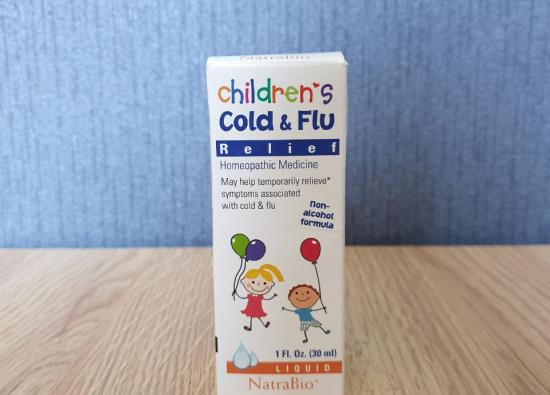 NatraBio
children's
Cold & Flu
Relief
Homeopathic Medicine
May help temporarily relieve*
symptoms associated
with cold & flu
Non-
alcohol
formula
1 Fl. Oz. (30 ml)
LIQUID
NatraBio®